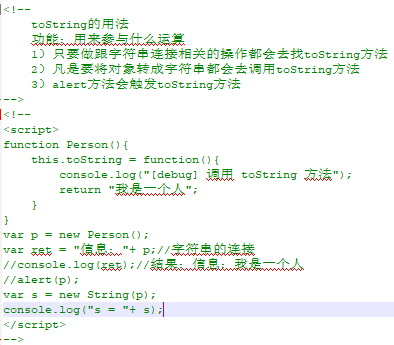 <!--
toString的用法
功能：用来参与什么运算
1）只要做跟字符串连接相关的操作都会去找toString方法
2）凡是要将对象转成字符串都会去调用toString方法
3）alert方法会触发toString方法
-->
<!--
<script>
function Person(){
this.toString = function(){
console.log("[debug] 调用 toString 方法");
return "我是一个人";
}
}
var p = new Person();
var ret = "信息："+ p;//字符串的连接
//console.log(ret);//结果：信息：我是一个人
//alert(p);
var s = new String(p);
console.log("s = "+ s);
</script>
-->